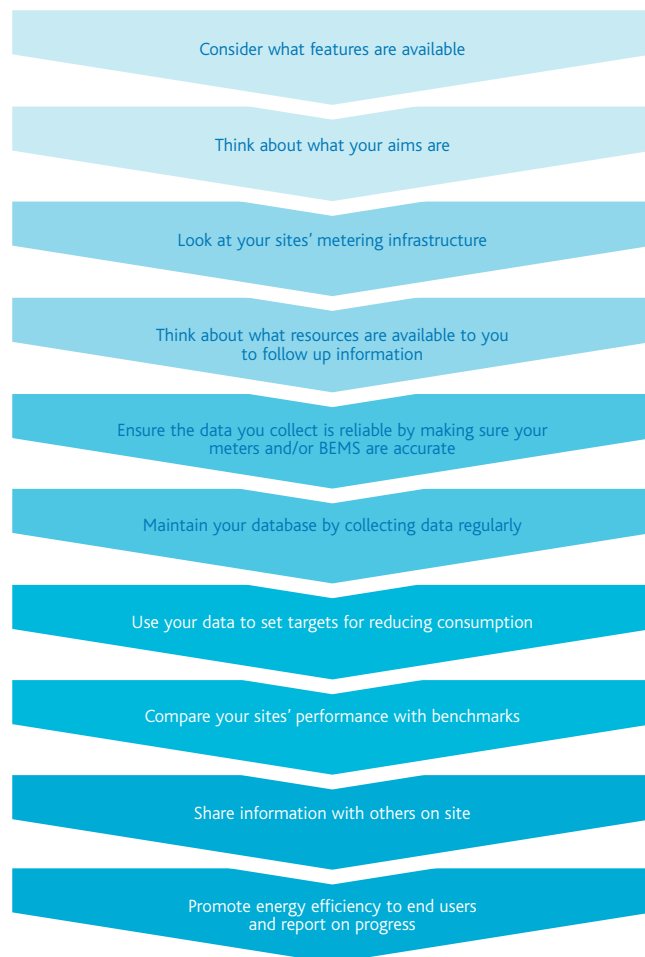 Consider what features are available
Think about what your aims are
Look at your sites’ metering infrastructure
Think about what resources are available to you
to follow up information
Ensure the data you collect is reliable by making sure your
meters and/or BEMS are accurate
Maintain your database by collecting data regularly
Use your data to set targets for reducing consumption
Compare your sites’ performance with benchmarks
Share information with others on site
Promote energy efficiency to end users
and report on progress